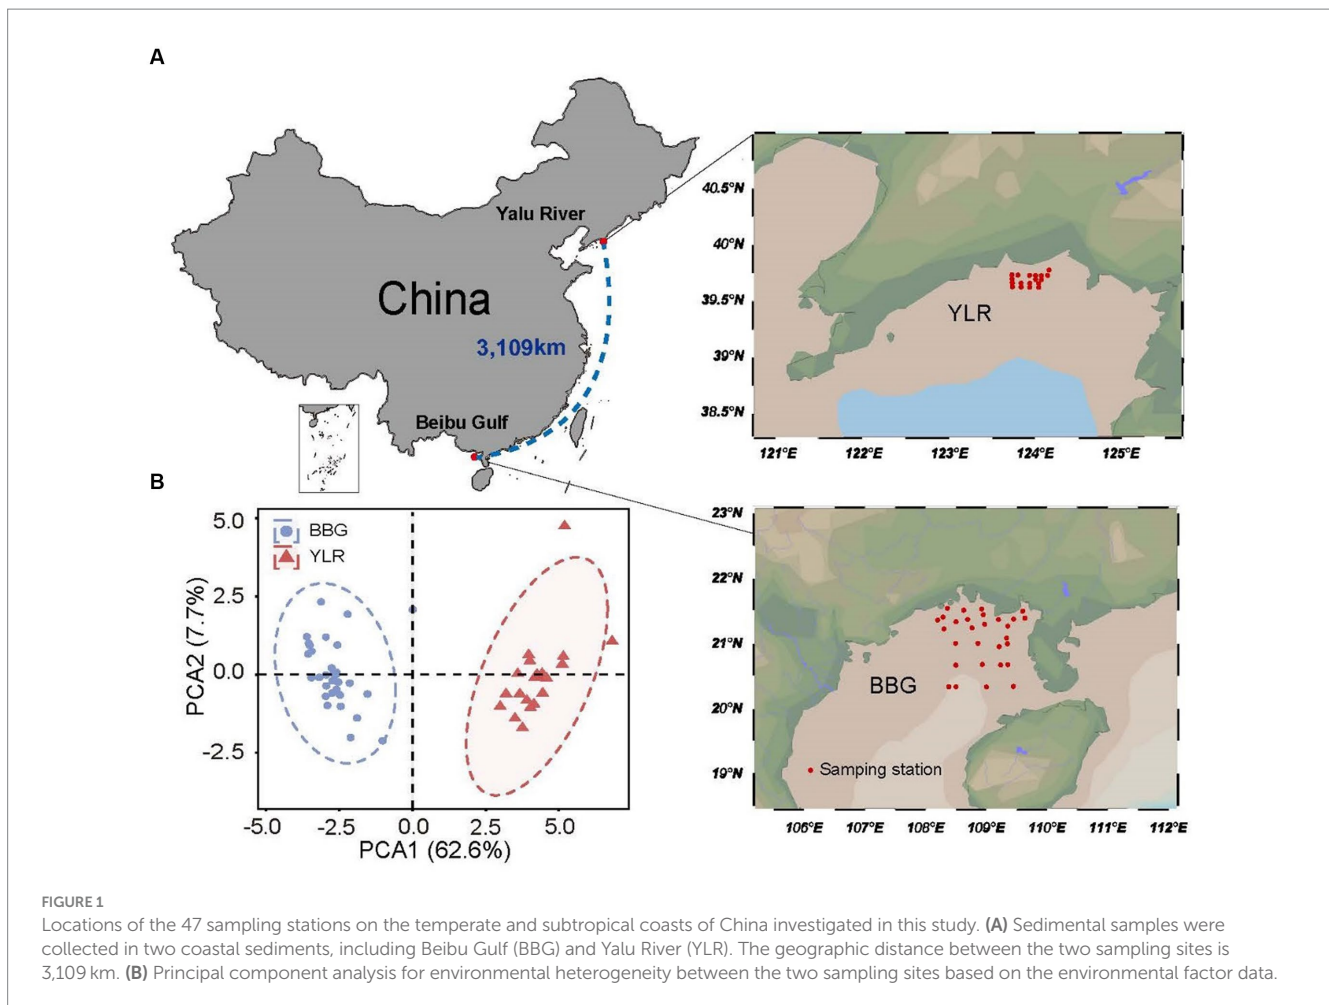 A
Yalu River
China
3,109km
Beibu Gulf
40.5°N
40°N
39.5°N
39°N
38.5°N
YLR
121°E
122°E
123°E
124°E
125°E
23°N
22°N
21°N
20°N
19°N
BBG
Samping station
106°E
107°E
108°E
109°E
110°E
111°E
112°E
B
BBG
YLR
PCA2 (7.7%)
5.0
2.5
0.0
-2.5
-5.0
-2.5
0.0
2.5
5.0
PCA1 (62.6%)
FIGURE 1
Locations of the 47 sampling stations on the temperate and subtropical coasts of China investigated in this study. (A) Sedimental samples were
collected in two coastal sediments, including Beibu Gulf (BBG) and Yalu River (YLR). The geographic distance between the two sampling sites is
3,109 km. (B) Principal component analysis for environmental heterogeneity between the two sampling sites based on the environmental factor data.